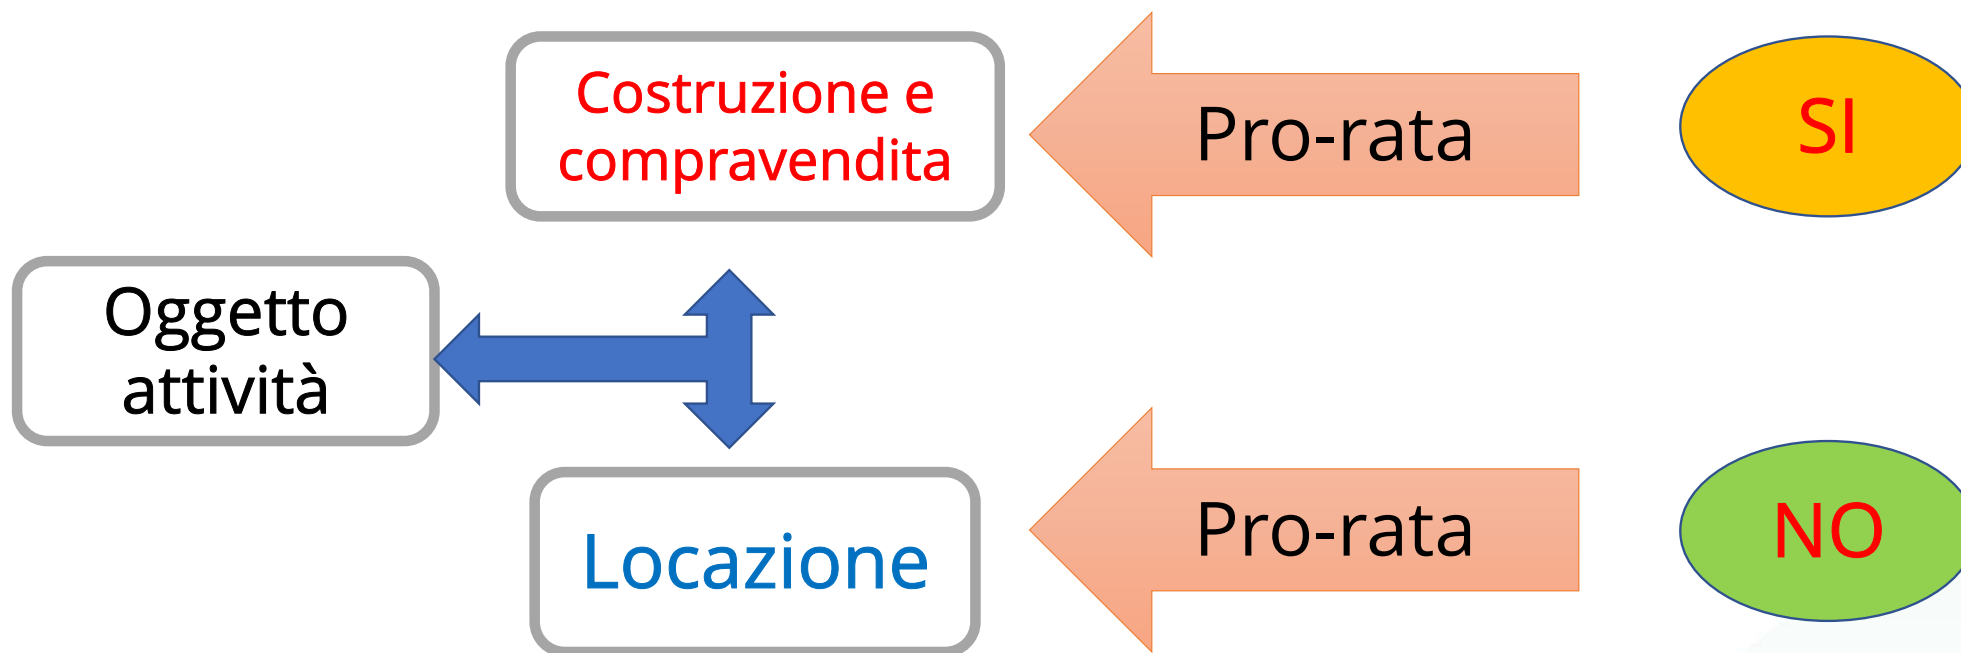 Costruzione e
compravendita
Pro-rata
SI
Oggetto
attività
Locazione
Pro-rata
NO